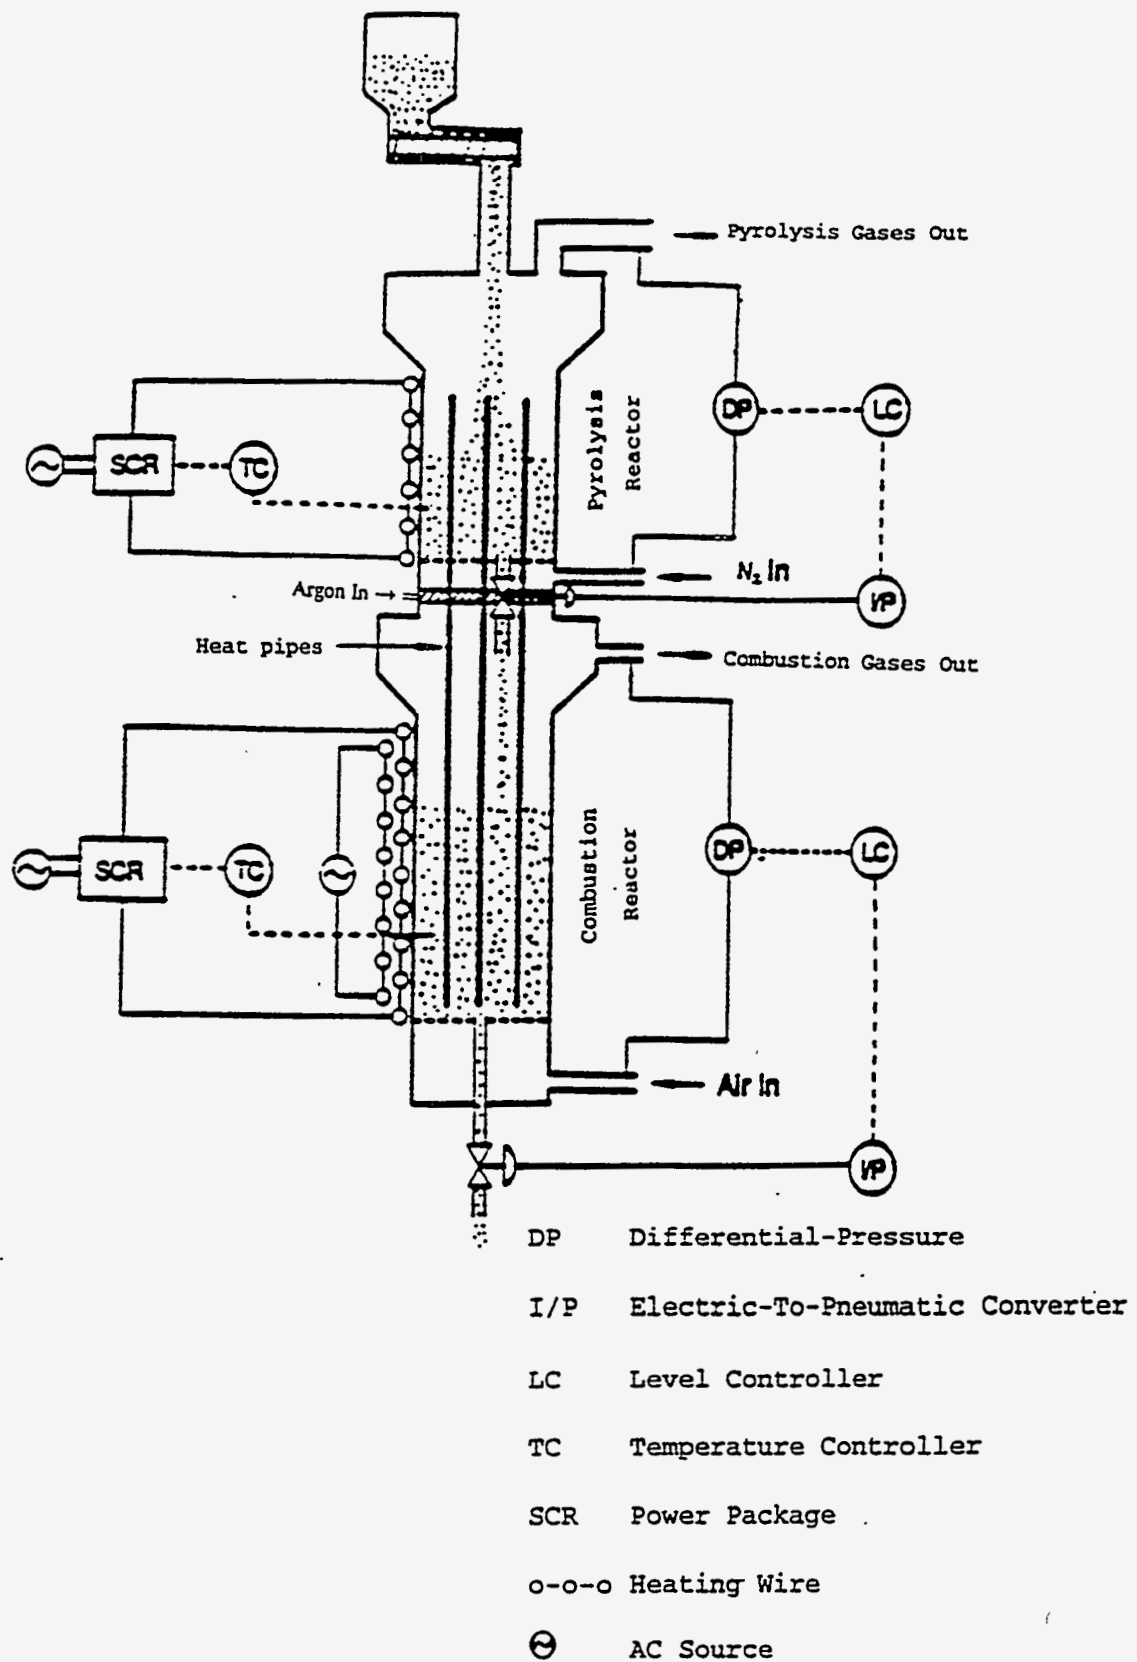 Pyrolysis Gases Out
Pyrolysis
Reactor
DP
LC
SCR
TC
N₂ In
Argon In
I/P
Heat pipes
Combustion Gases Out
Combustion
Reactor
DP
LC
SCR
TC
Air In
I/P
DP Differential-Pressure
I/P Electric-To-Pneumatic Converter
LC Level Controller
TC Temperature Controller
SCR Power Package
o-o-o Heating Wire
AC Source